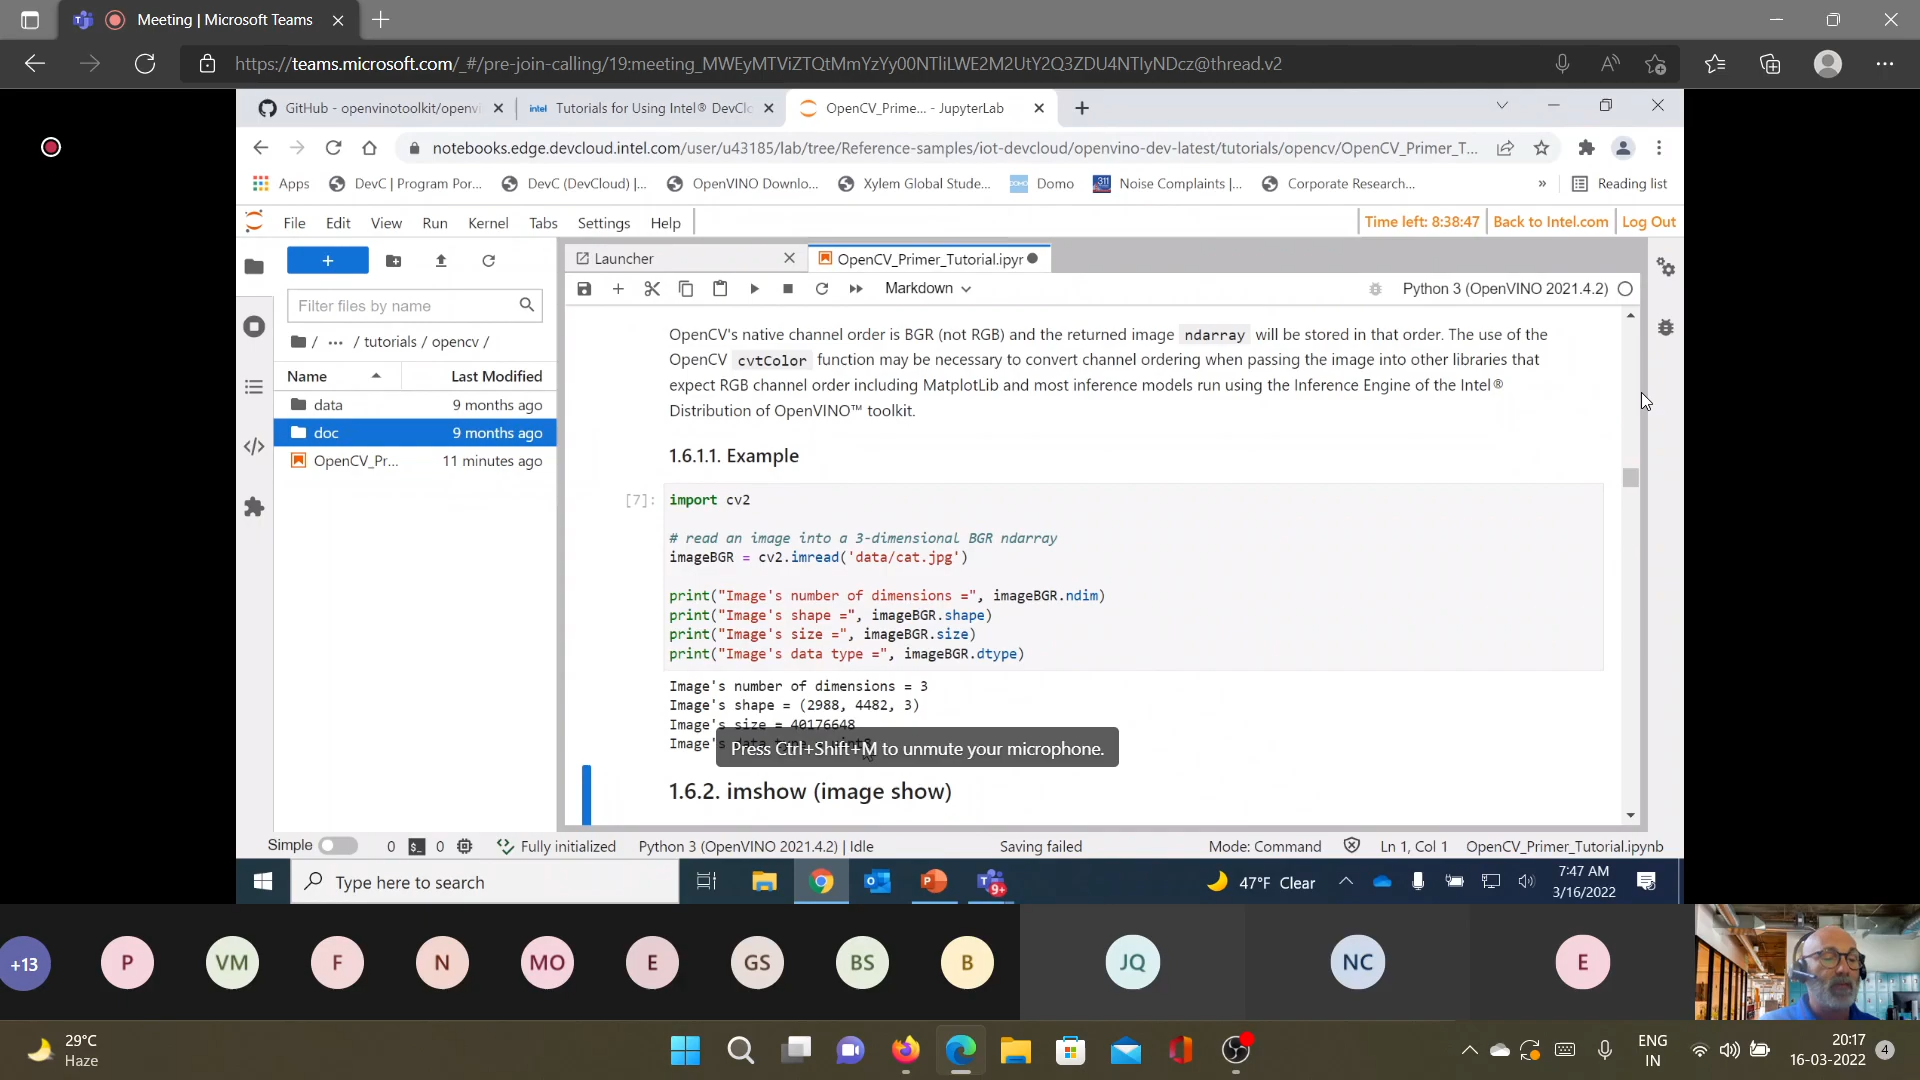 Meeting | Microsoft Teams
https://teams.microsoft.com/_#/pre-join-calling/19:meeting_MWEyMTViZTQtMmYzYy00NTliLWE2M2UtY2Q3ZDU4NTIyNDcz@thread.v2
GitHub - openvinotoolkit/openvi
intel Tutorials for Using Intel® DevClo
OpenCV_Prime... - JupyterLab
notebooks.edge.devcloud.intel.com/user/u43185/lab/tree/Reference-samples/iot-devcloud/openvino-dev-latest/tutorials/opencv/OpenCV_Primer_T...
Apps
DevC | Program Por...
DevC (DevCloud) |...
OpenVINO Downlo...
Xylem Global Stude...
Domo
311 Noise Complaints |...
Corporate Research...
»
Reading list
File Edit View Run Kernel Tabs Settings Help
Time left: 8:38:47 Back to Intel.com Log Out
+
Launcher
OpenCV_Primer_Tutorial.ipyr
Filter files by name
Markdown
Python 3 (OpenVINO 2021.4.2)
/ ... / tutorials / opencv /
Name Last Modified
data 9 months ago
doc 9 months ago
OpenCV_Pr... 11 minutes ago
OpenCV's native channel order is BGR (not RGB) and the returned image ndarray will be stored in that order. The use of the
OpenCV cvtColor function may be necessary to convert channel ordering when passing the image into other libraries that
expect RGB channel order including MatplotLib and most inference models run using the Inference Engine of the Intel®
Distribution of OpenVINO™ toolkit.
1.6.1.1. Example
[7]: import cv2
# read an image into a 3-dimensional BGR ndarray
imageBGR = cv2.imread('data/cat.jpg')
print("Image's number of dimensions =", imageBGR.ndim)
print("Image's shape =", imageBGR.shape)
print("Image's size =", imageBGR.size)
print("Image's data type =", imageBGR.dtype)
Image's number of dimensions = 3
Image's shape = (2988, 4482, 3)
Image's size = 40176648
Image's
Press Ctrl+Shift+M to unmute your microphone.
1.6.2. imshow (image show)
Simple 0 0 Fully initialized Python 3 (OpenVINO 2021.4.2) | Idle Saving failed Mode: Command Ln 1, Col 1 OpenCV_Primer_Tutorial.ipynb
Type here to search
9+
47°F Clear
7:47 AM
3/16/2022
+13 P VM F N MO E GS BS B JQ NC E
29°C
Haze
ENG
IN
20:17
16-03-2022
4